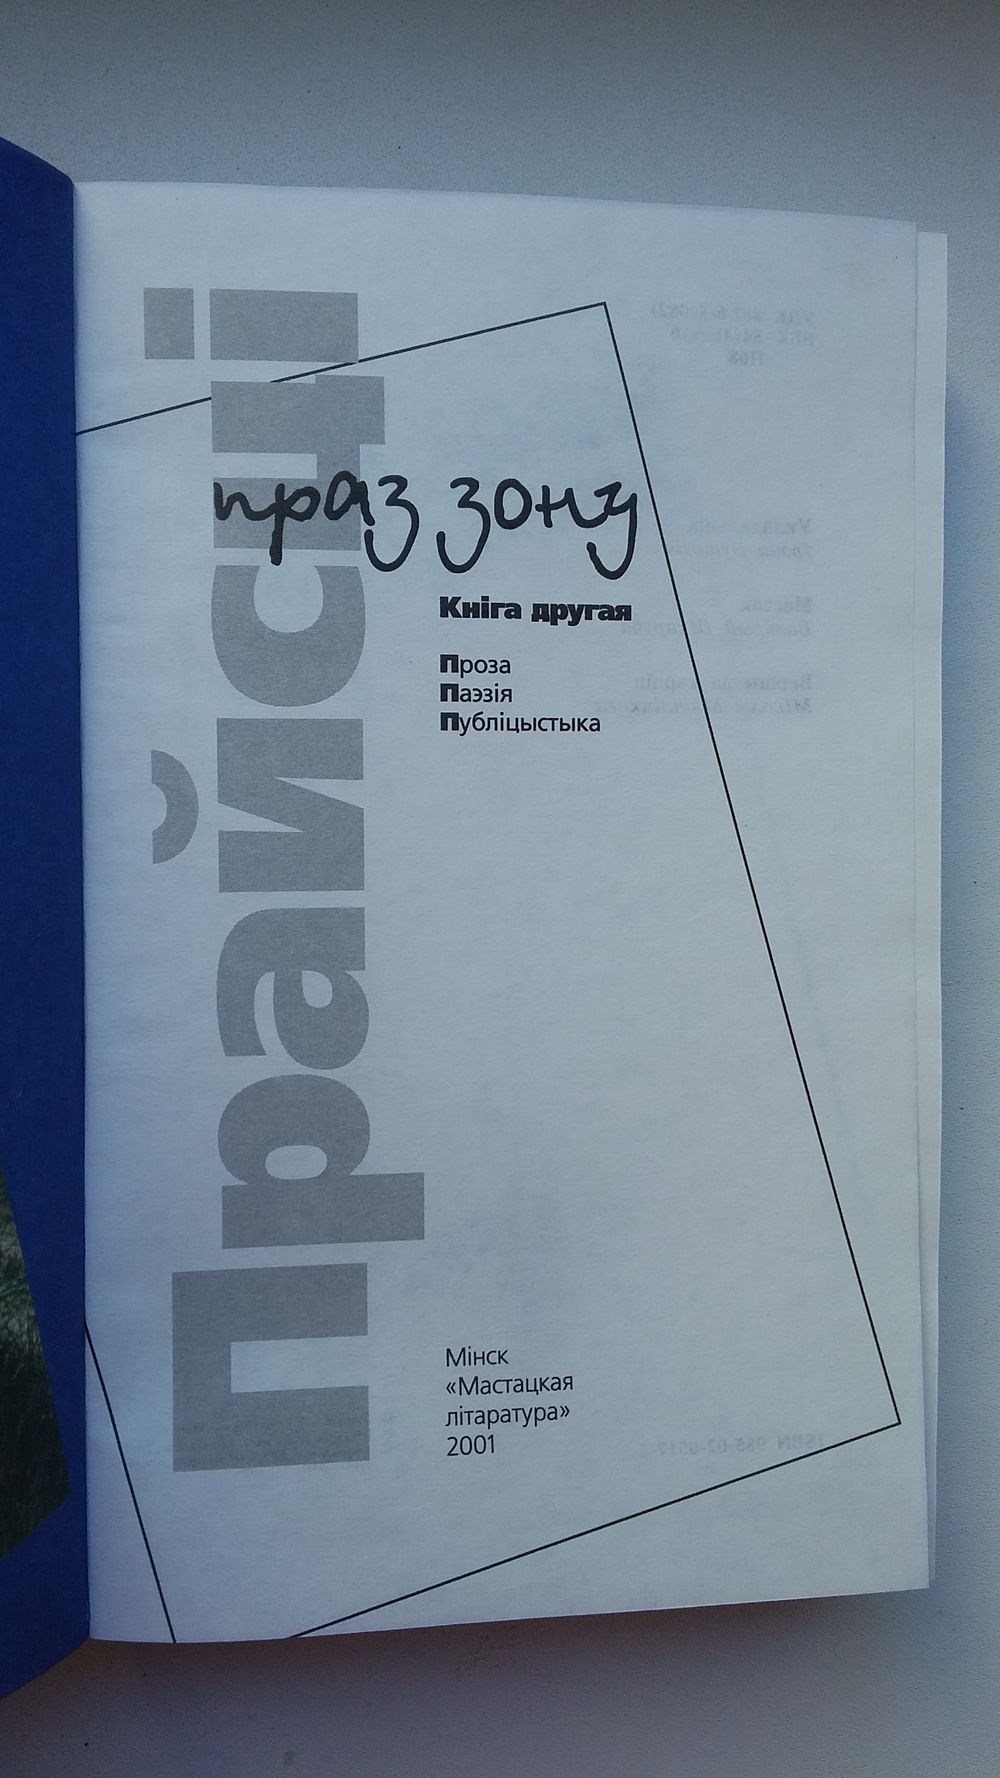 Прайсці
праз зону
Кніга другая
Проза
Паэзія
Публіцыстыка
Мінск
«Мастацкая
літаратура»
2001